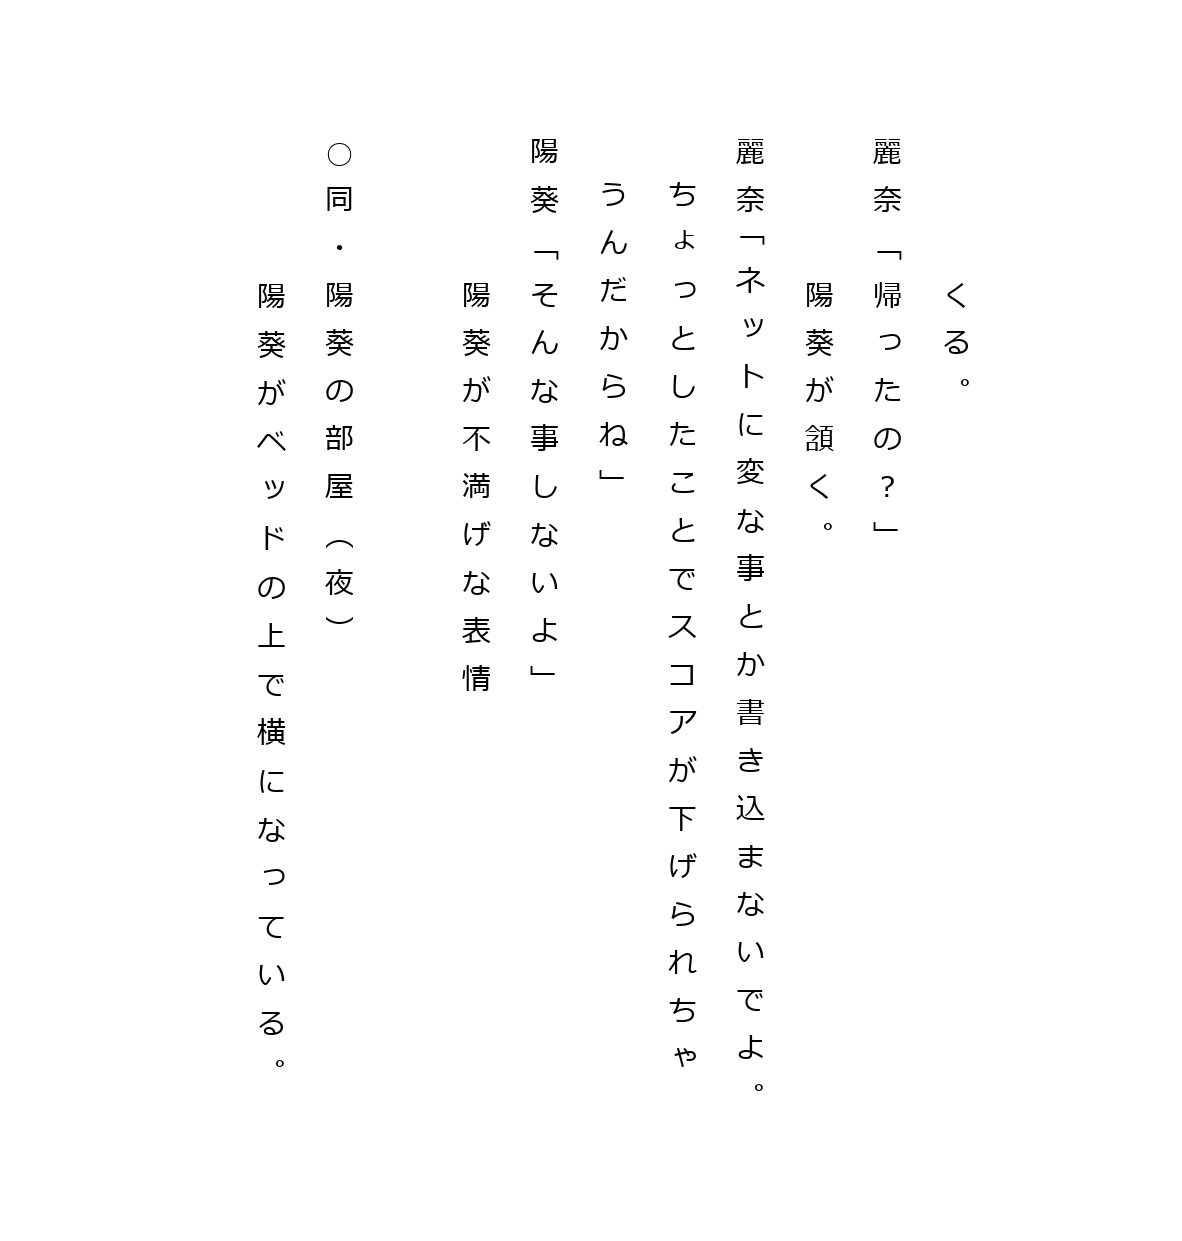 くる。
麗奈「帰ったの？」
陽葵が頷く。
麗奈「ネットに変な事とか書き込まないでよ。
ちょっとしたことでスコアが下げられちゃ
うんだからね」
陽葵「そんな事しないよ」
陽葵が不満げな表情
○同・陽葵の部屋（夜）
陽葵がベッドの上で横になっている。